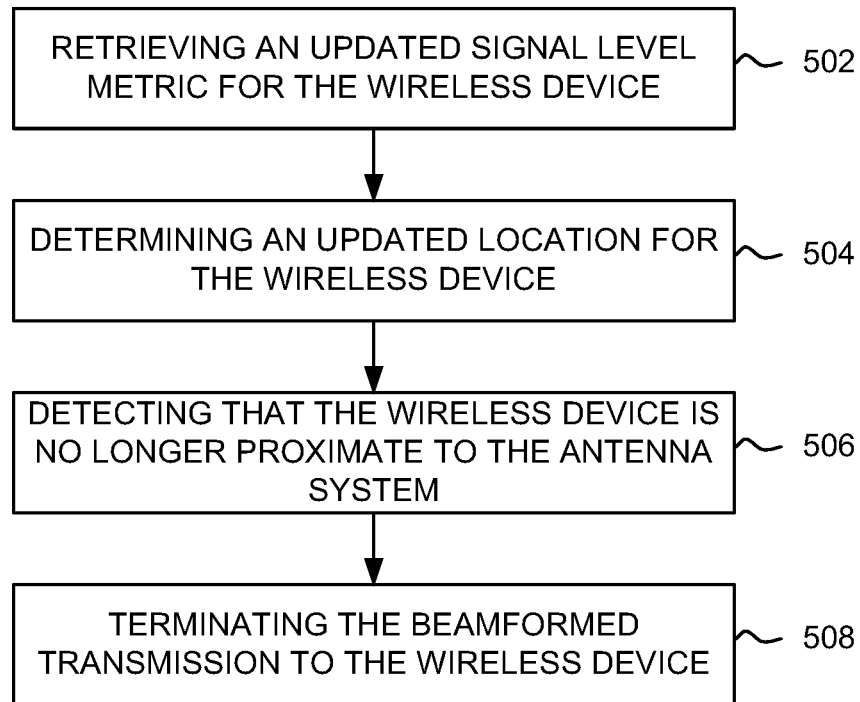 RETRIEVING AN UPDATED SIGNAL LEVEL
METRIC FOR THE WIRELESS DEVICE
502
DETERMINING AN UPDATED LOCATION FOR
THE WIRELESS DEVICE
504
DETECTING THAT THE WIRELESS DEVICE IS
NO LONGER PROXIMATE TO THE ANTENNA
SYSTEM
506
TERMINATING THE BEAMFORMED
TRANSMISSION TO THE WIRELESS DEVICE
508